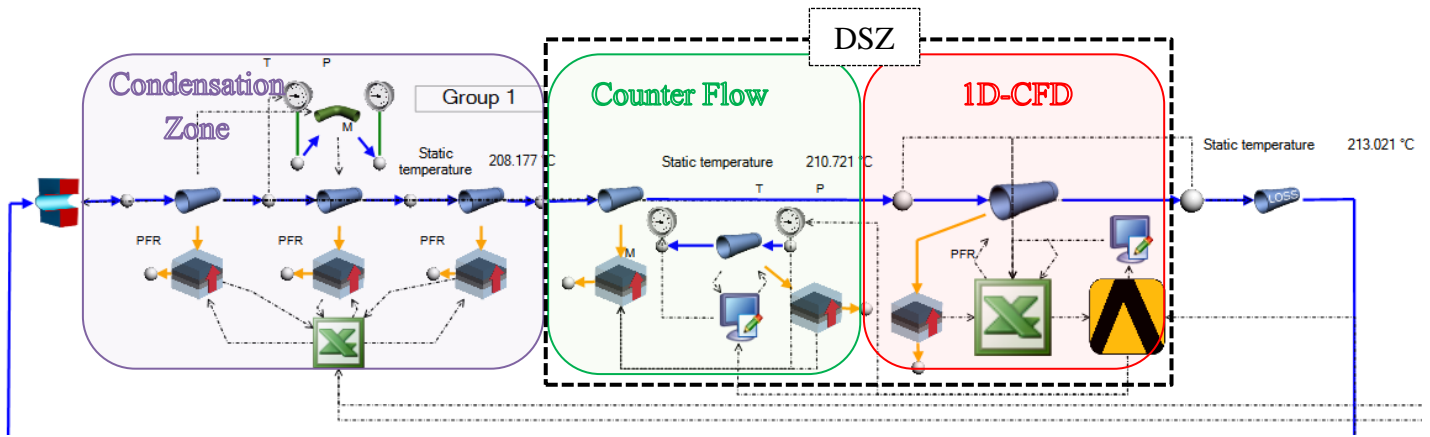 DSZ
Condensation
Zone
Counter Flow
1D-CFD
T
P
Group 1
M
Static
temperature
208.177 °C
Static temperature
210.721 °C
T
P
Static temperature
213.021 °C
LOSS
PFR
PFR
PFR
M
PFR